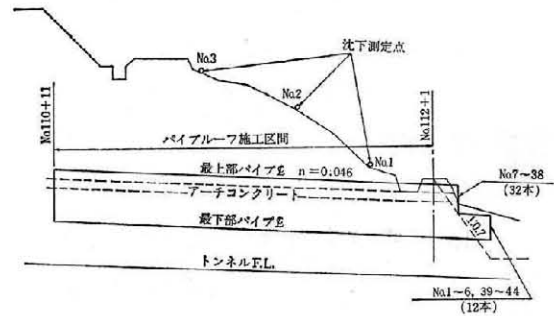 沈下測定点
No.3
No.2
No.110+11
No.112+1
パイプルーフ施工区間
No.1
最上部パイプ℄ n=0.046
No.7~38
(32本)
アーチコンクリート
最下部パイプ℄
1:0.7
トンネルF.L.
No.1~6, 39~44
(12本)